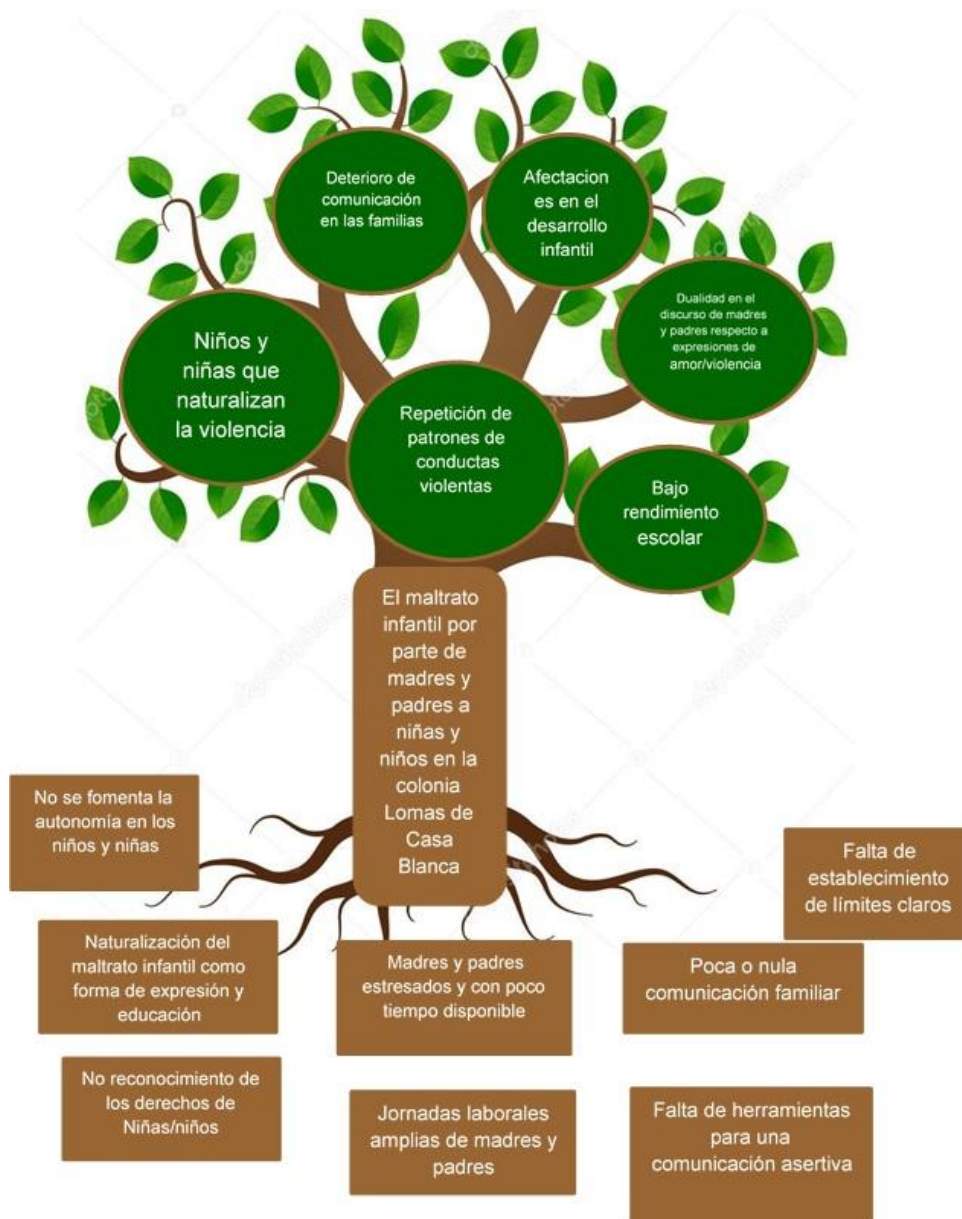 Deterioro de
comunicación
en las familias
Afectacion
es en el
desarrollo
infantil
Dualidad en el
discurso de madres
y padres respecto a
expresiones de
amor/violencia
Niños y
niñas que
naturalizan
la violencia
Repetición de
patrones de
conductas
violentas
Bajo
rendimiento
escolar
El maltrato
infantil por
parte de
madres y
padres a
niñas y
niños en la
colonia
Lomas de
Casa
Blanca
No se fomenta la
autonomía en los
niños y niñas
Falta de
establecimiento
de límites claros
Naturalización del
maltrato infantil como
forma de expresión y
educación
Madres y padres
estresados y con poco
tiempo disponible
Poca o nula
comunicación familiar
No reconocimiento de
los derechos de
Niñas/niños
Jornadas laborales
amplias de madres y
padres
Falta de herramientas
para una
comunicación asertiva